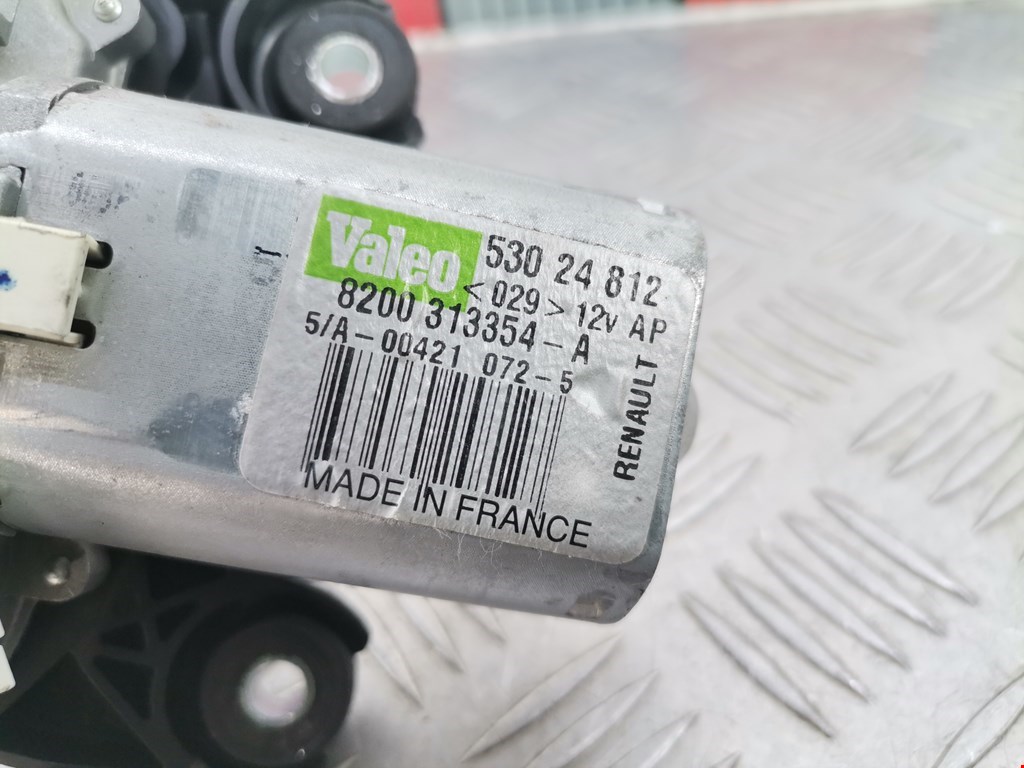 Valeo 530 24 812
<029> 12V AP
8200 313354-A
5/A-00421 072-5
RENAULT
MADE IN FRANCE